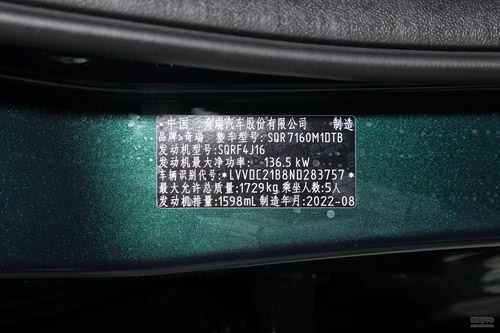 中国 奇瑞汽车股份有限公司 制造
品牌:奇瑞 整车型号:SQR7160M10TB
发动机型号:SQRF4J16
发动机最大净功率: 136.5 kW
车辆识别代号:*LVVDC21B8ND283757*
最大允许总质量:1729kg 乘坐人数:5人
发动机排量:1598mL 制造年月:2022-08